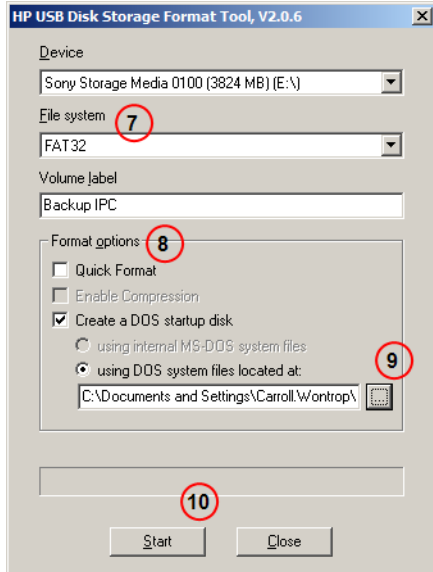 HP USB Disk Storage Format Tool, V2.0.6
Device
Sony Storage Media 0100 (3824 MB) (E:\)
File system
7
FAT32
Volume label
Backup IPC
Format options
8
Quick Format
Enable Compression
Create a DOS startup disk
using internal MS-DOS system files
9
using DOS system files located at:
C:\Documents and Settings\Carroll.Wontrop\
...
10
Start Close